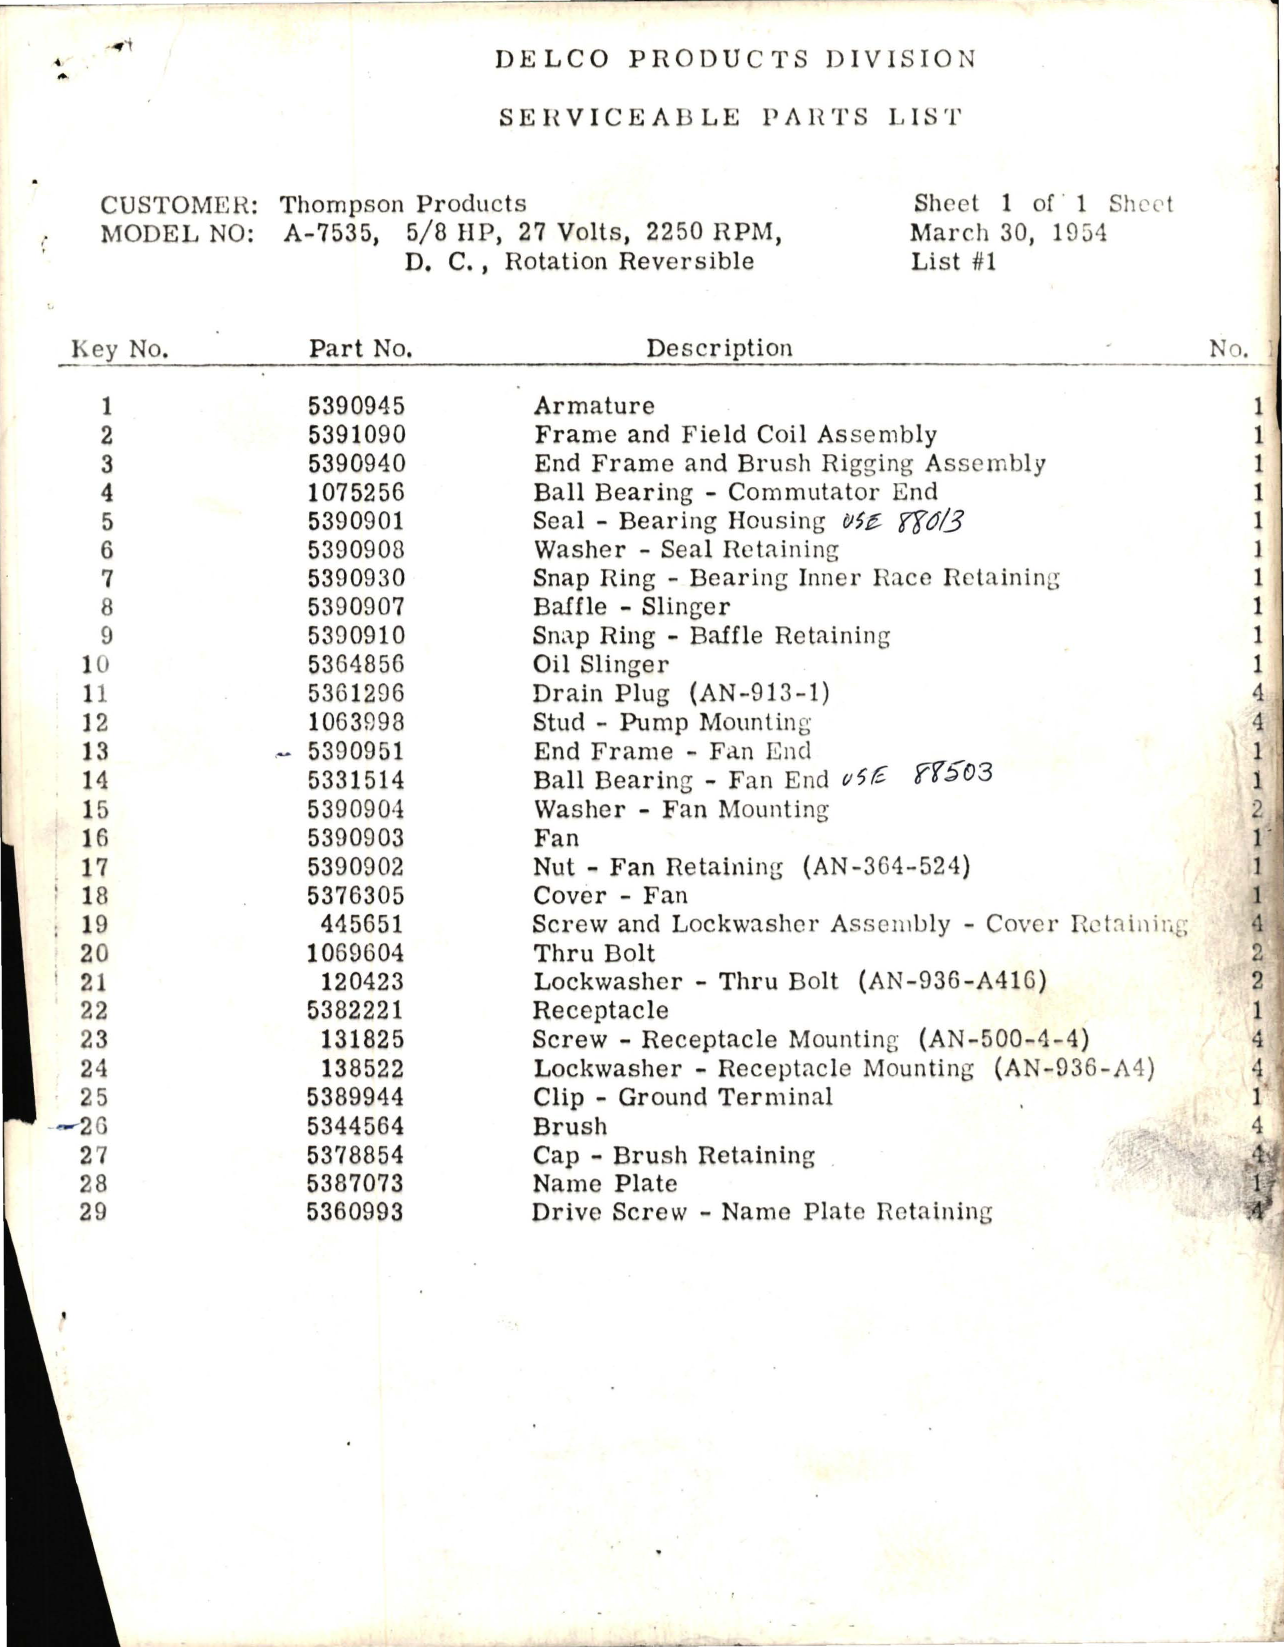 DELCO PRODUCTS DIVISION
SERVICEABLE PARTS LIST
CUSTOMER: Thompson Products Sheet 1 of 1 Sheet
MODEL NO: A-7535, 5/8 HP, 27 Volts, 2250 RPM, March 30, 1954
D. C., Rotation Reversible List #1
Key No. Part No. Description No.
1 5390945 Armature 1
2 5391090 Frame and Field Coil Assembly 1
3 5390940 End Frame and Brush Rigging Assembly 1
4 1075256 Ball Bearing - Commutator End 1
5 5390901 Seal - Bearing Housing USE 88013 1
6 5390908 Washer - Seal Retaining 1
7 5390930 Snap Ring - Bearing Inner Race Retaining 1
8 5390907 Baffle - Slinger 1
9 5390910 Snap Ring - Baffle Retaining 1
10 5364856 Oil Slinger 1
11 5361296 Drain Plug (AN-913-1) 4
12 1063998 Stud - Pump Mounting 4
13 5390951 End Frame - Fan End 1
14 5331514 Ball Bearing - Fan End USE 88503 1
15 5390904 Washer - Fan Mounting 2
16 5390903 Fan 1
17 5390902 Nut - Fan Retaining (AN-364-524) 1
18 5376305 Cover - Fan 1
19 445651 Screw and Lockwasher Assembly - Cover Retaining 4
20 1069604 Thru Bolt 2
21 120423 Lockwasher - Thru Bolt (AN-936-A416) 2
22 5382221 Receptacle 1
23 131825 Screw - Receptacle Mounting (AN-500-4-4) 4
24 138522 Lockwasher - Receptacle Mounting (AN-936-A4) 4
25 5389944 Clip - Ground Terminal 1
26 5344564 Brush 4
27 5378854 Cap - Brush Retaining 4
28 5387073 Name Plate 1
29 5360993 Drive Screw - Name Plate Retaining 4